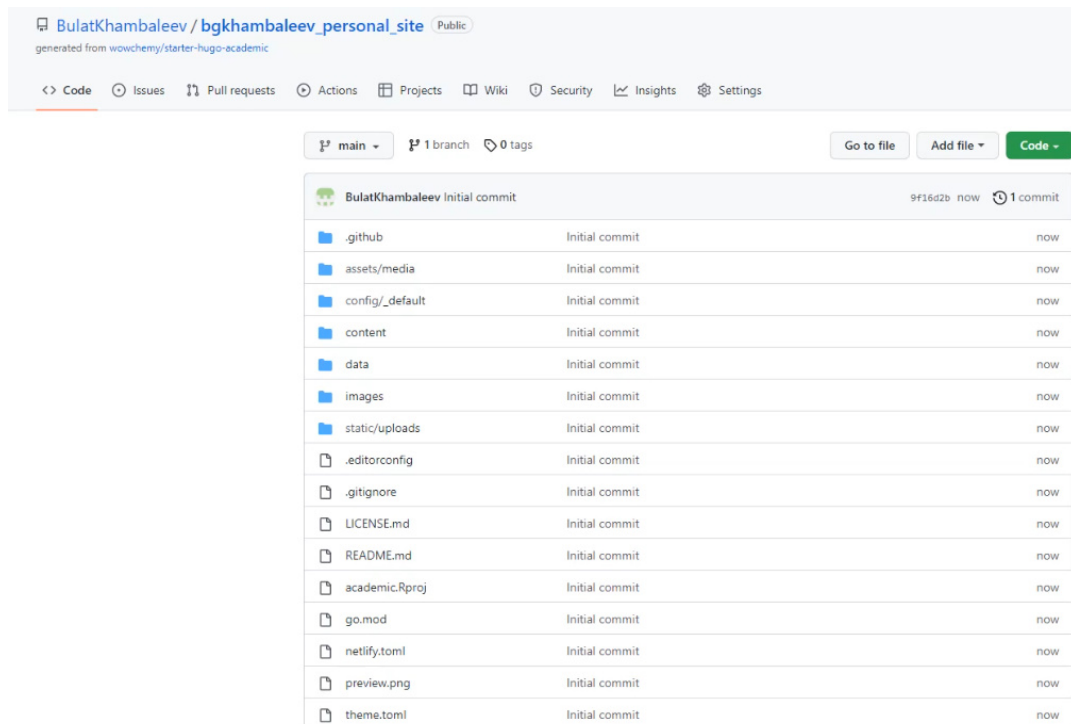 BulatKhambaleev / bgkhambaleev_personal_site Public
generated from wowchemy/starter-hugo-academic
<> Code Issues Pull requests Actions Projects Wiki Security Insights Settings
main 1 branch 0 tags Go to file Add file Code
BulatKhambaleev Initial commit 9f16d2b now 1 commit
.github Initial commit now
assets/media Initial commit now
config/_default Initial commit now
content Initial commit now
data Initial commit now
images Initial commit now
static/uploads Initial commit now
.editorconfig Initial commit now
.gitignore Initial commit now
LICENSE.md Initial commit now
README.md Initial commit now
academic.Rproj Initial commit now
go.mod Initial commit now
netlify.toml Initial commit now
preview.png Initial commit now
theme.toml Initial commit now